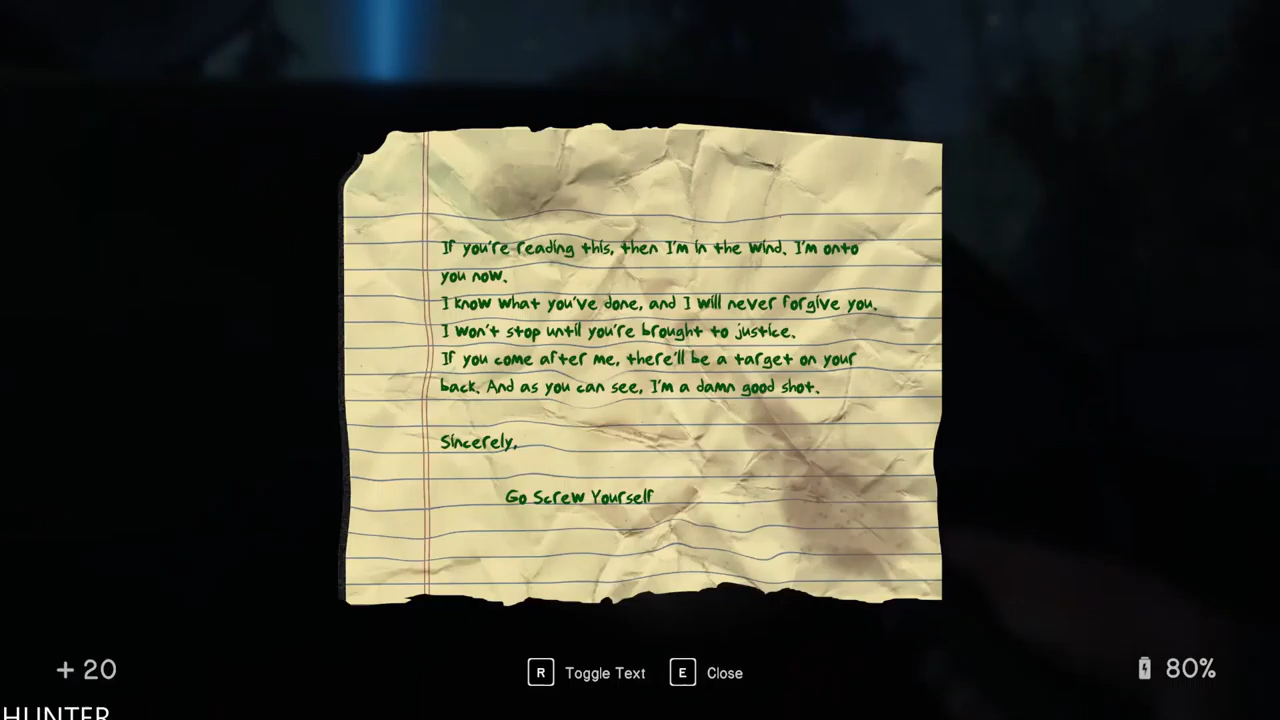 If you're reading this, then I'm in the wind. I'm onto
you now.
I know what you've done, and I will never forgive you.
I won't stop until you're brought to justice.
If you come after me, there'll be a target on your
back. And as you can see, I'm a damn good shot.
Sincerely,
Go Screw Yourself
+ 20
R Toggle Text E Close
80%
HUNTER